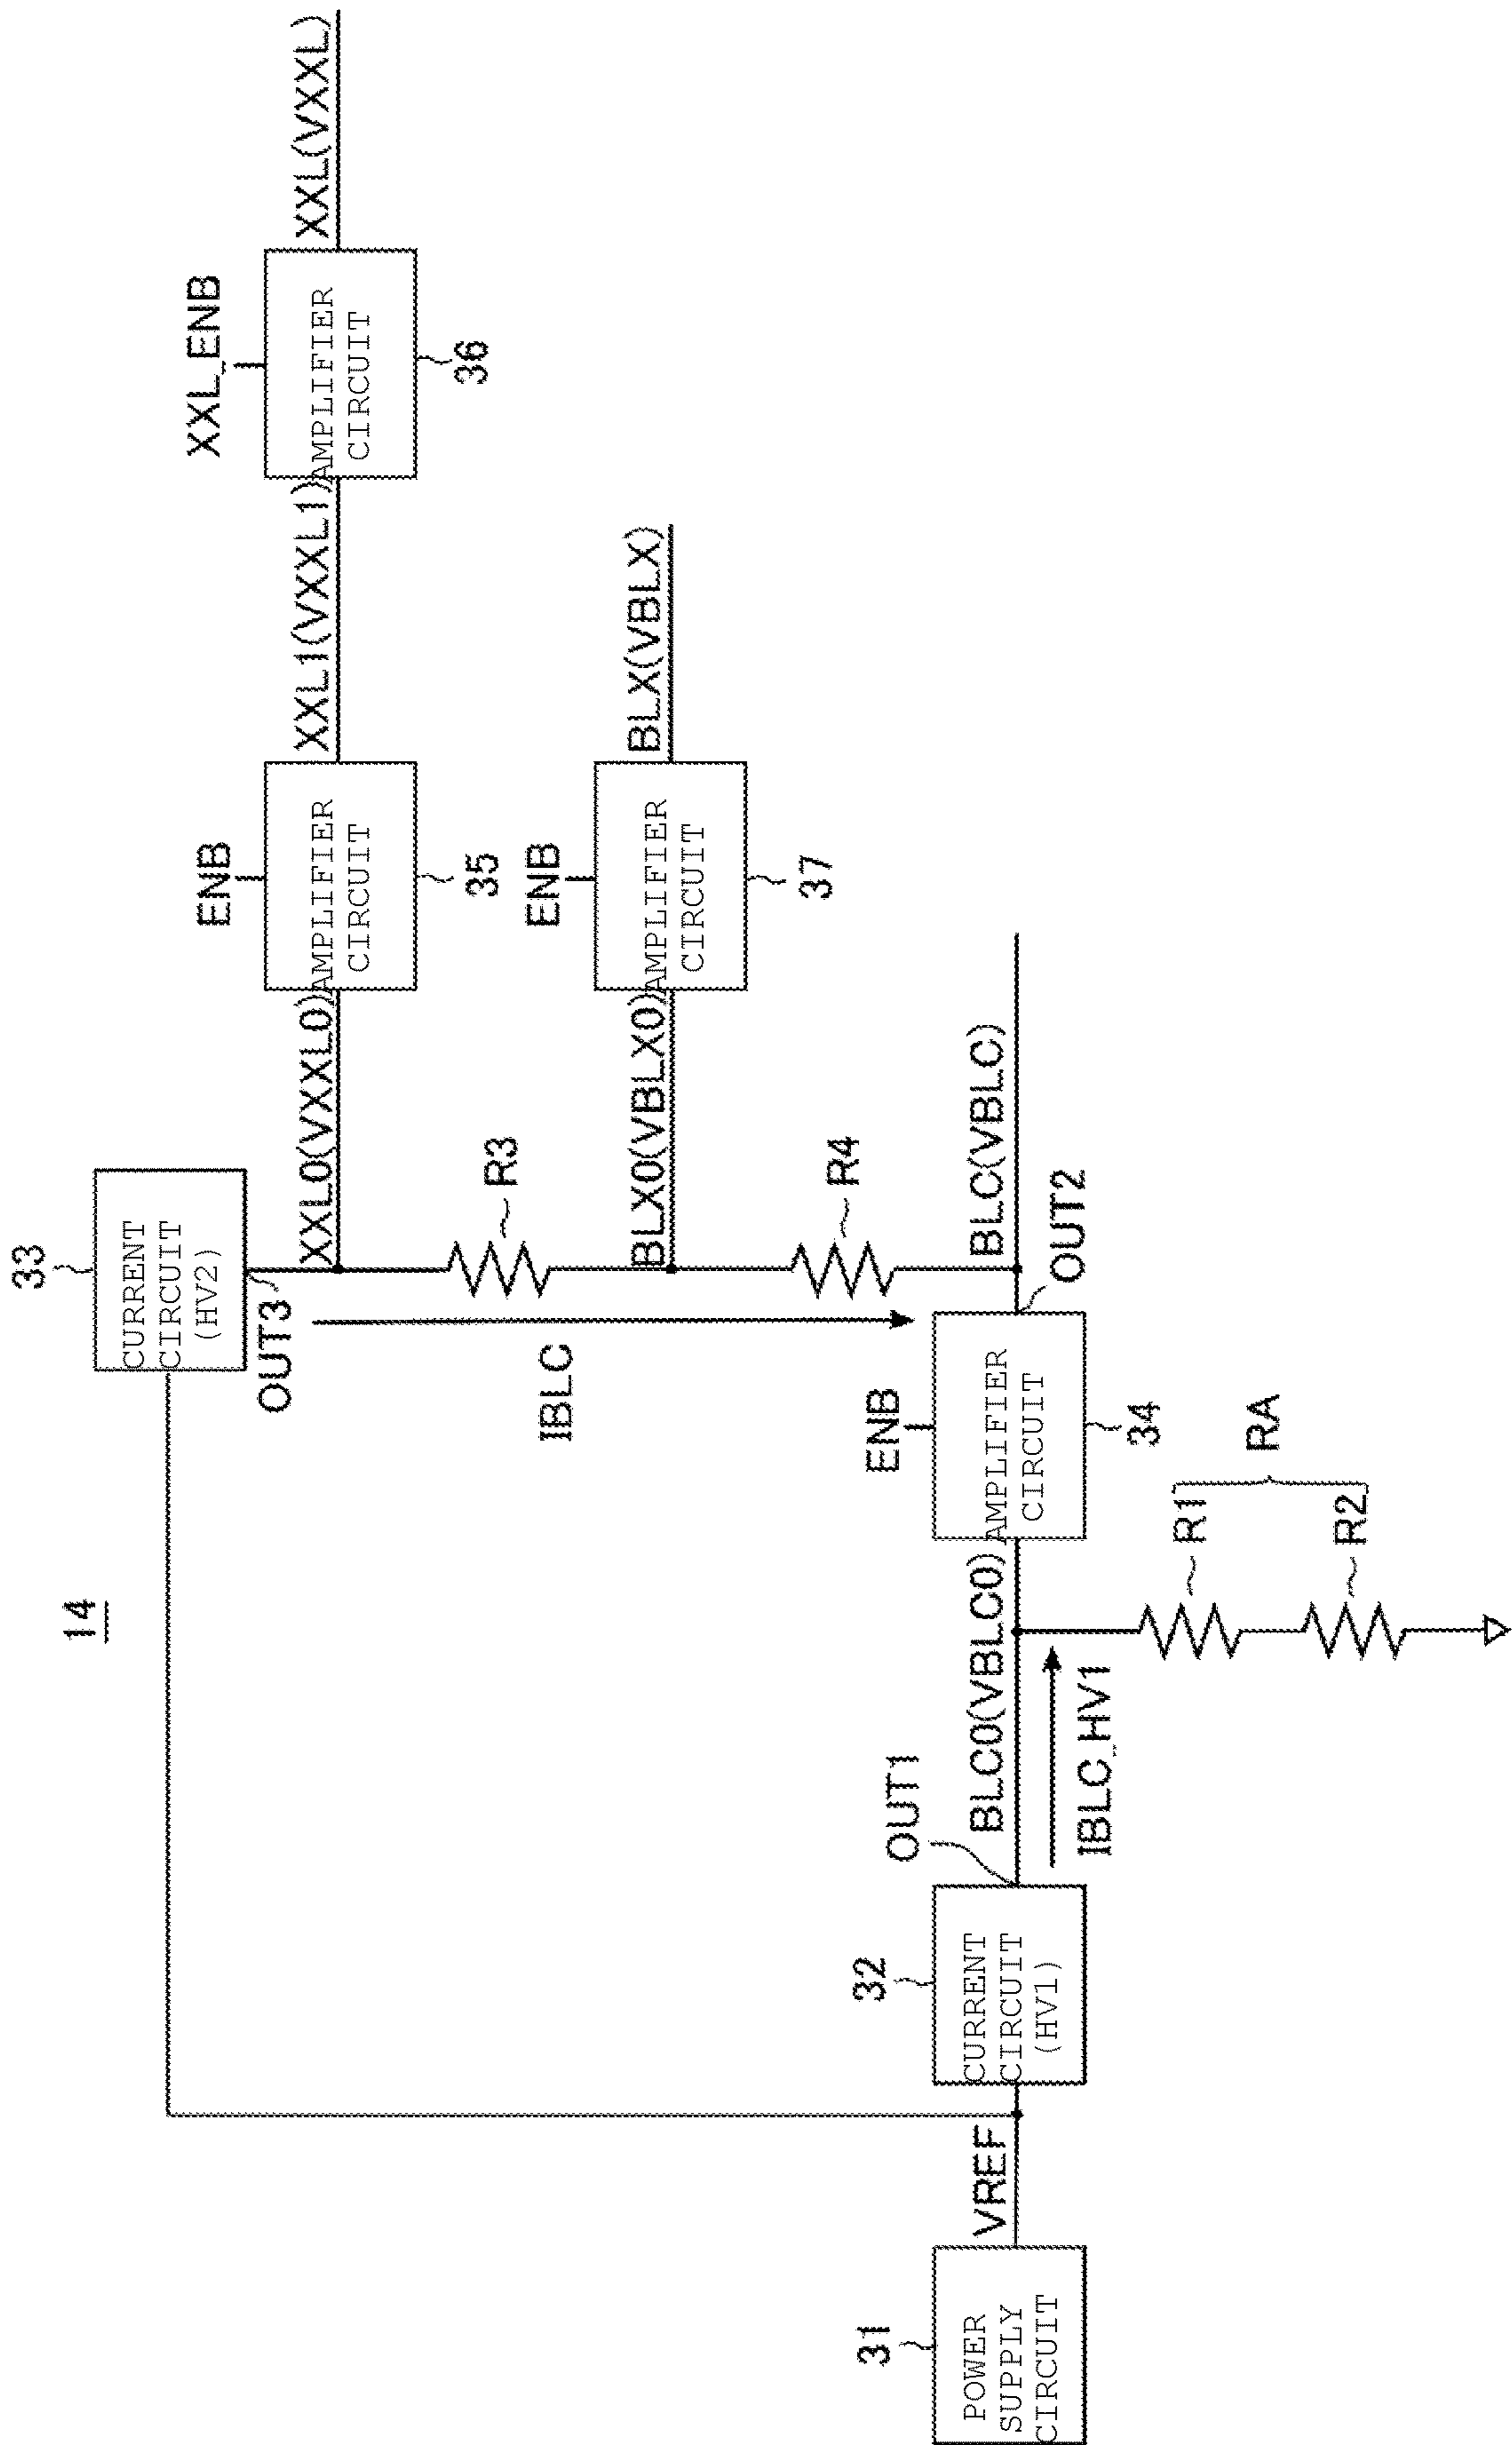 14
33
CURRENT
CIRCUIT
(HV2)
OUT3
XXL0(VXXL0)
ENB
AMPLIFIER
CIRCUIT
35
XXL1(VXXL1)
XXL_ENB
AMPLIFIER
CIRCUIT
36
XXL(VXXL)
R3
IBLC
BLX0(VBLX0)
ENB
AMPLIFIER
CIRCUIT
37
BLX(VBLX)
R4
31
POWER
SUPPLY
CIRCUIT
VREF
32
CURRENT
CIRCUIT
(HV1)
OUT1
BLC0(VBLC0)
IBLC_HV1
ENB
AMPLIFIER
CIRCUIT
34
BLC(VBLC)
OUT2
R1
R2
RA